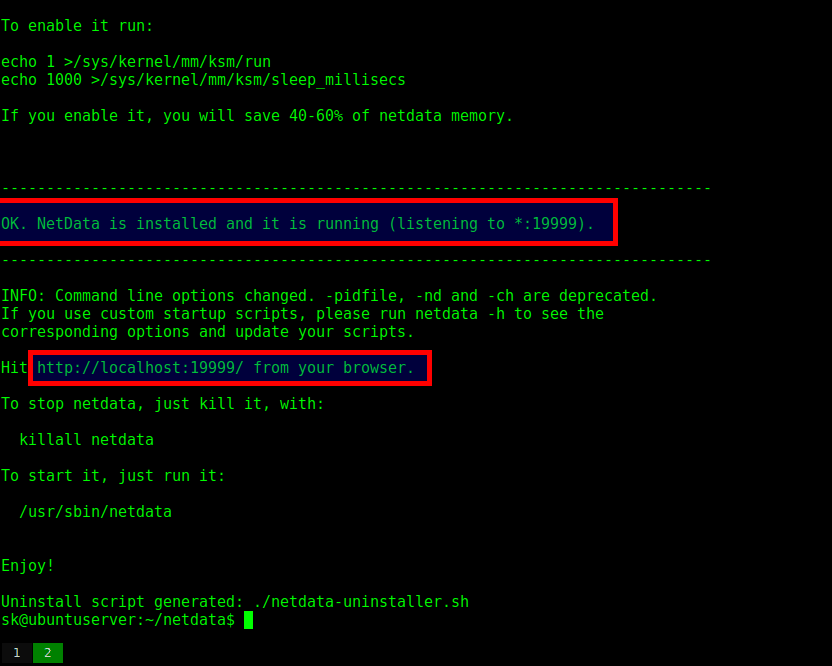 To enable it run:
echo 1 >/sys/kernel/mm/ksm/run
echo 1000 >/sys/kernel/mm/ksm/sleep_millisecs
If you enable it, you will save 40-60% of netdata memory.
-------------------------------------------------------------------------------
OK. NetData is installed and it is running (listening to *:19999).
-------------------------------------------------------------------------------
INFO: Command line options changed. -pidfile, -nd and -ch are deprecated.
If you use custom startup scripts, please run netdata -h to see the
corresponding options and update your scripts.
Hit http://localhost:19999/ from your browser.
To stop netdata, just kill it, with:
killall netdata
To start it, just run it:
/usr/sbin/netdata
Enjoy!
Uninstall script generated: ./netdata-uninstaller.sh
sk@ubuntuserver:~/netdata$
1 2